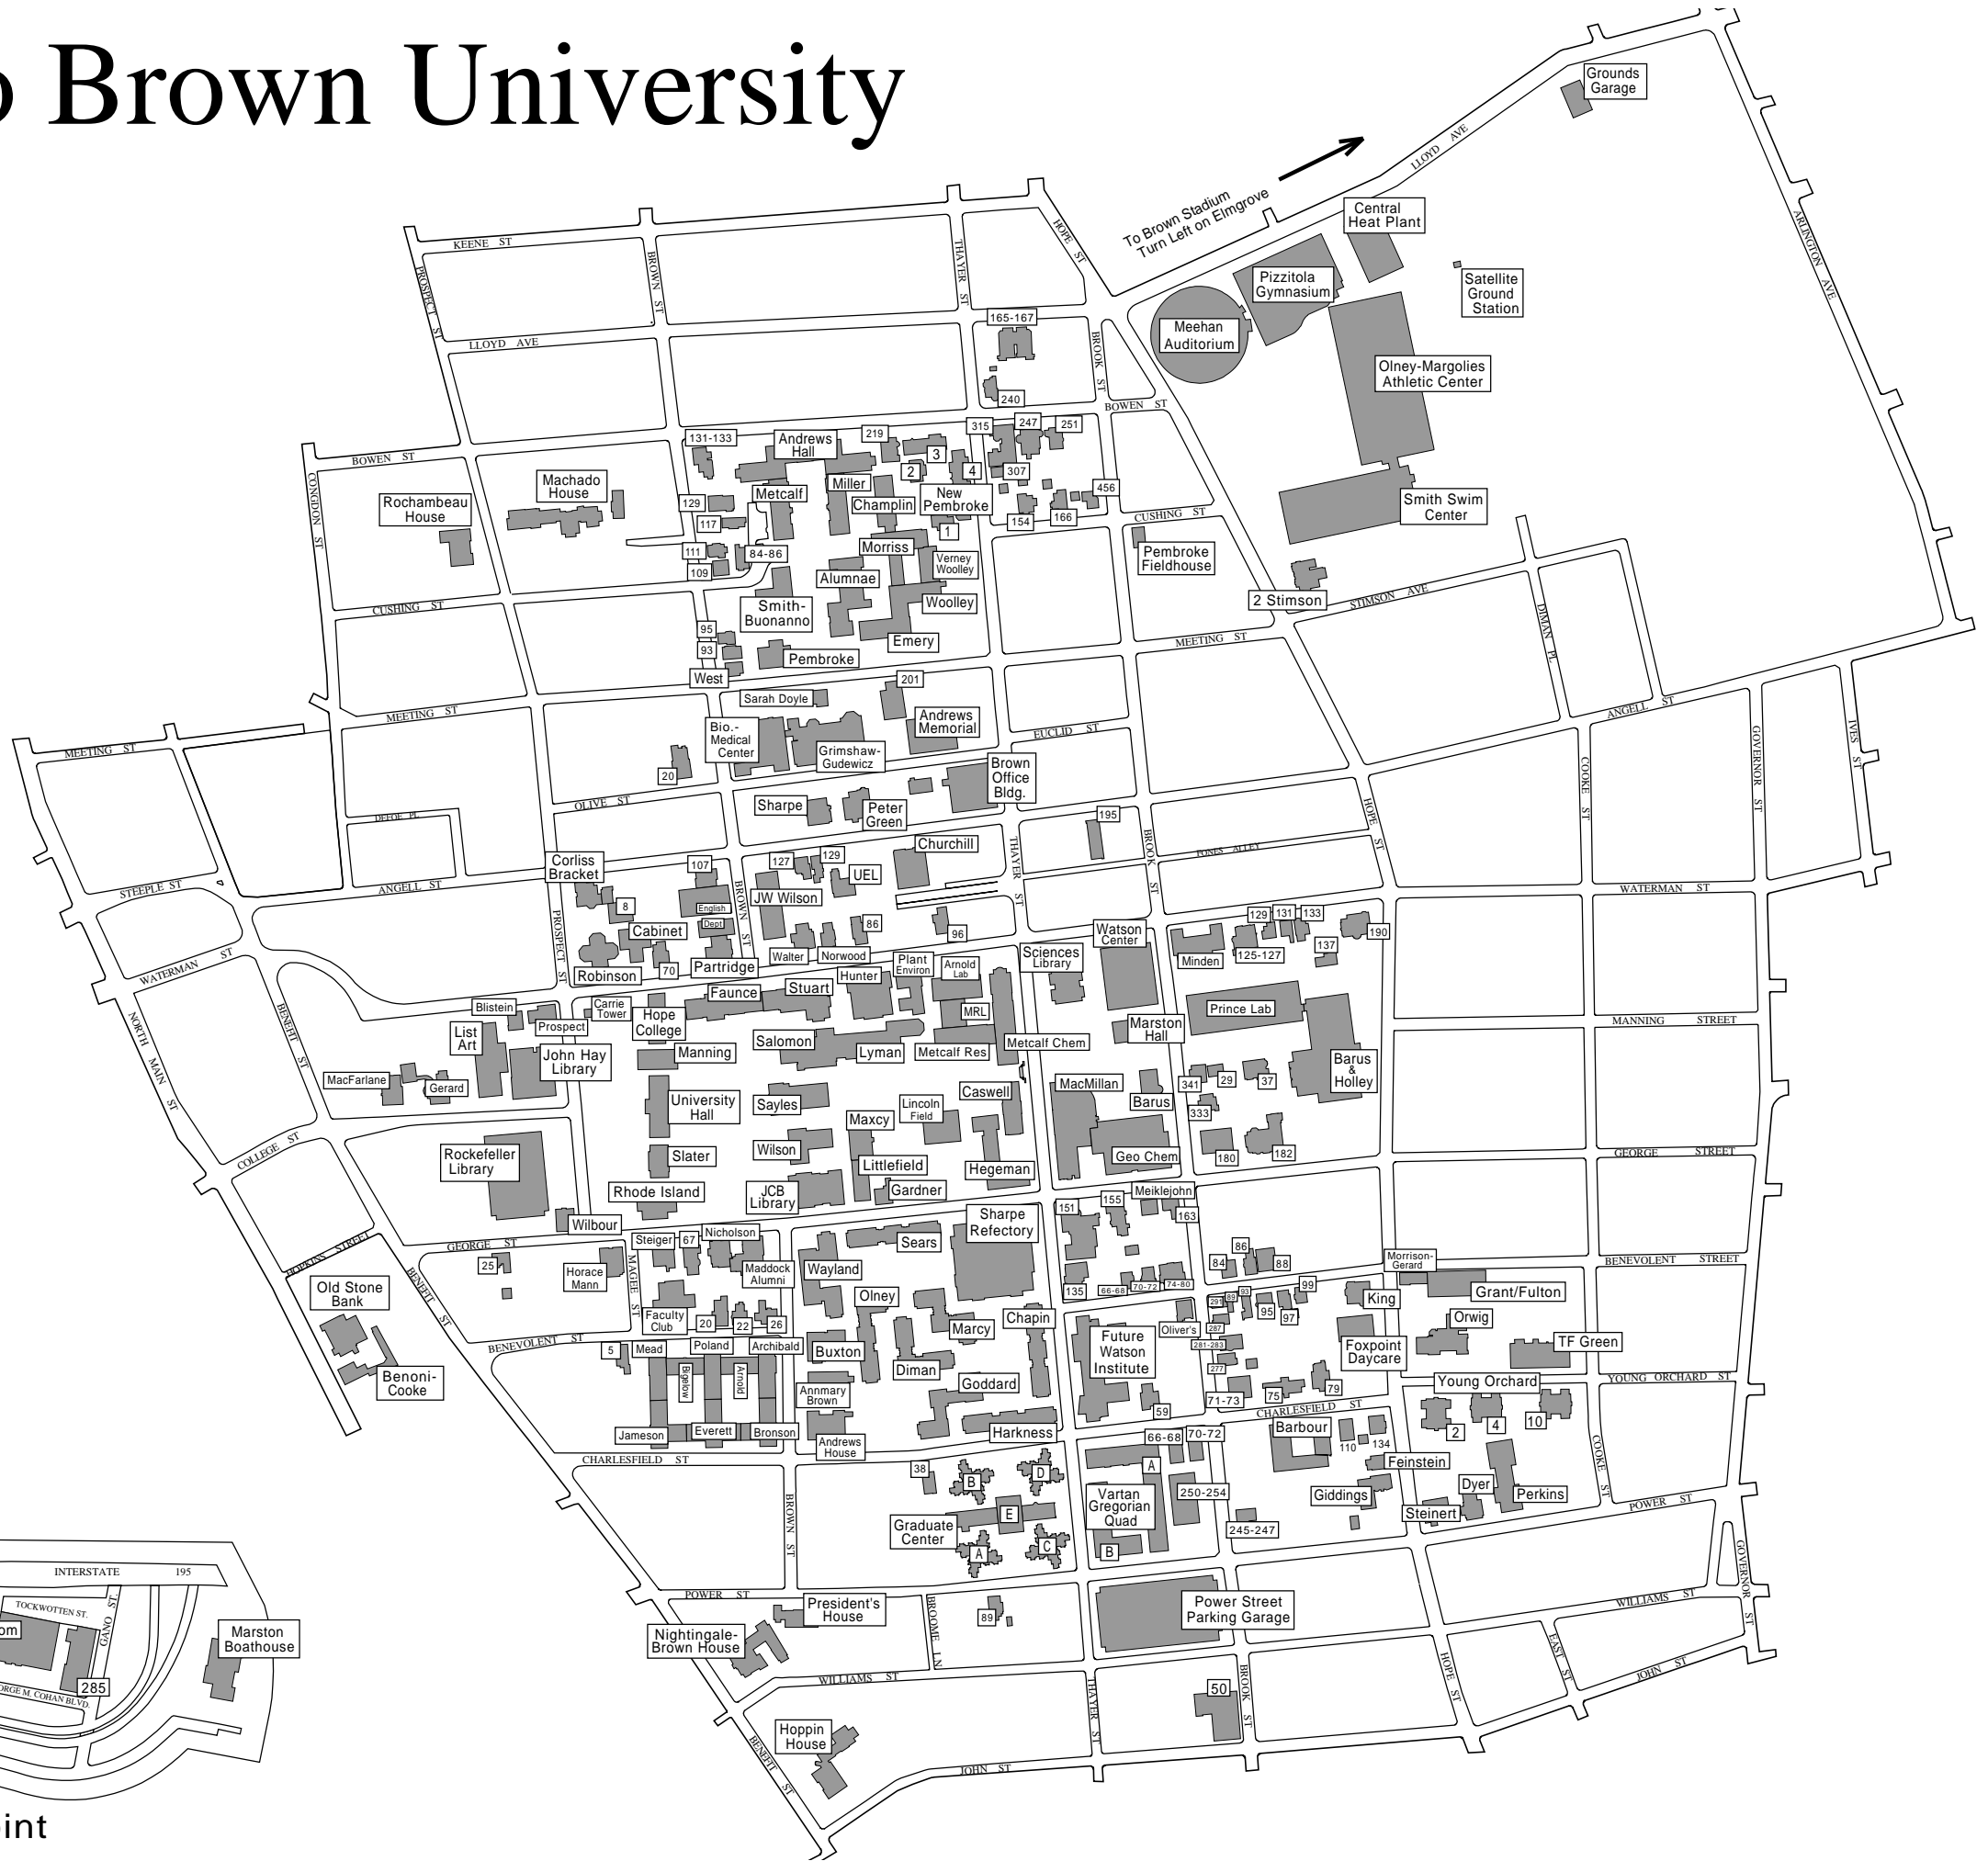 o Brown University
Grounds
Garage
LLOYD AVE
To Brown Stadium
Turn Left on Elmgrove
Central
Heat Plant
ARLINGTON AVE
KEENE ST
PROSPECT ST
BROWN ST
THAYER ST
HOPE ST
Pizzitola
Gymnasium
Satellite
Ground
Station
Meehan
Auditorium
165-167
LLOYD AVE
BROOK ST
Olney-Margolies
Athletic Center
240
BOWEN ST
131-133
Andrews
Hall
219
315
247
251
3
2
4
307
BOWEN ST
CONGDON ST
Machado
House
Rochambeau
House
129
Metcalf
Miller
Champlin
New
Pembroke
456
154
166
CUSHING ST
Smith Swim
Center
117
1
111
84-86
109
Morriss
Verney
Woolley
Pembroke
Fieldhouse
Alumnae
Woolley
2 Stimson
STIMSON AVE
DIMAN PL
CUSHING ST
Smith-
Buonanno
95
93
Emery
MEETING ST
Pembroke
West
201
Sarah Doyle
MEETING ST
Bio.-
Medical
Center
Andrews
Memorial
ANGELL ST
EUCLID ST
GOVERNOR ST
IVES ST
MEETING ST
Grimshaw-
Gudewicz
20
Brown
Office
Bldg.
COOKE ST
OLIVE ST
Sharpe
Peter
Green
DEFOE PL
195
HOPE ST
Churchill
THAYER ST
BROOK ST
FONES ALLEY
Corliss
Bracket
107
127
129
UEL
STEEPLE ST
ANGELL ST
WATERMAN ST
BROWN ST
JW Wilson
8
English
Dept
86
96
PROSPECT ST
Cabinet
129
131
133
190
Watson
Center
137
Robinson
70
Partridge
Walter
Norwood
Sciences
Library
Minden
125-127
WATERMAN ST
Plant
Environ
Arnold
Lab
Hunter
Stuart
Faunce
BENEFIT ST
NORTH MAIN ST
Blistein
Carrie
Tower
Hope
College
MRL
Prince Lab
Prospect
List
Art
Marston
Hall
MANNING STREET
Salomon
Lyman
Metcalf Res
Metcalf Chem
John Hay
Library
Manning
Barus
&
Holley
MacFarlane
Gerard
MacMillan
341
29
37
Caswell
University
Hall
Sayles
Lincoln
Field
Barus
333
Maxcy
COLLEGE ST
Rockefeller
Library
Slater
Wilson
Littlefield
Hegeman
Geo Chem
180
182
GEORGE STREET
Rhode Island
JCB
Library
Gardner
Meiklejohn
151
155
163
Wilbour
Sharpe
Refectory
HOPKINS STREET
GEORGE ST
Steiger
67
Nicholson
Sears
25
Horace
Mann
MAGEE ST
Maddock
Alumni
Wayland
84
86
88
Morrison-
Gerard
BENEVOLENT STREET
Old Stone
Bank
BENEFIT ST
135
66-68
70-72
74-80
Grant/Fulton
Olney
99
King
Faculty
Club
20
22
26
Chapin
291
89
93
95
97
Marcy
Orwig
Oliver's
287
BENEVOLENT ST
5
Mead
Poland
Archibald
Buxton
Future
Watson
Institute
281-283
Foxpoint
Daycare
TF Green
Bigelow
Arnold
Diman
277
Benoni-
Cooke
Annmary
Brown
Goddard
71-73
75
79
Young Orchard
YOUNG ORCHARD ST
59
CHARLESFIELD ST
Jameson
Everett
Bronson
Andrews
House
Harkness
66-68
70-72
Barbour
110
134
2
4
10
CHARLESFIELD ST
38
B
D
A
Feinstein
COOKE ST
Vartan
Gregorian
Quad
250-254
Giddings
Dyer
Perkins
BROWN ST
E
Graduate
Center
Steinert
POWER ST
245-247
A
C
B
INTERSTATE 195
GOVERNOR ST
POWER ST
President's
House
BROOME LN
89
Power Street
Parking Garage
WILLIAMS ST
TOCKWOTTEN ST.
GANO ST.
om
Marston
Boathouse
Nightingale-
Brown House
EAST ST
HOPE ST
JOHN ST
WILLIAMS ST
285
ORGE M. COHAN BLVD.
THAYER ST
50
BROOK ST
Hoppin
House
BENEFIT ST
JOHN ST
oint